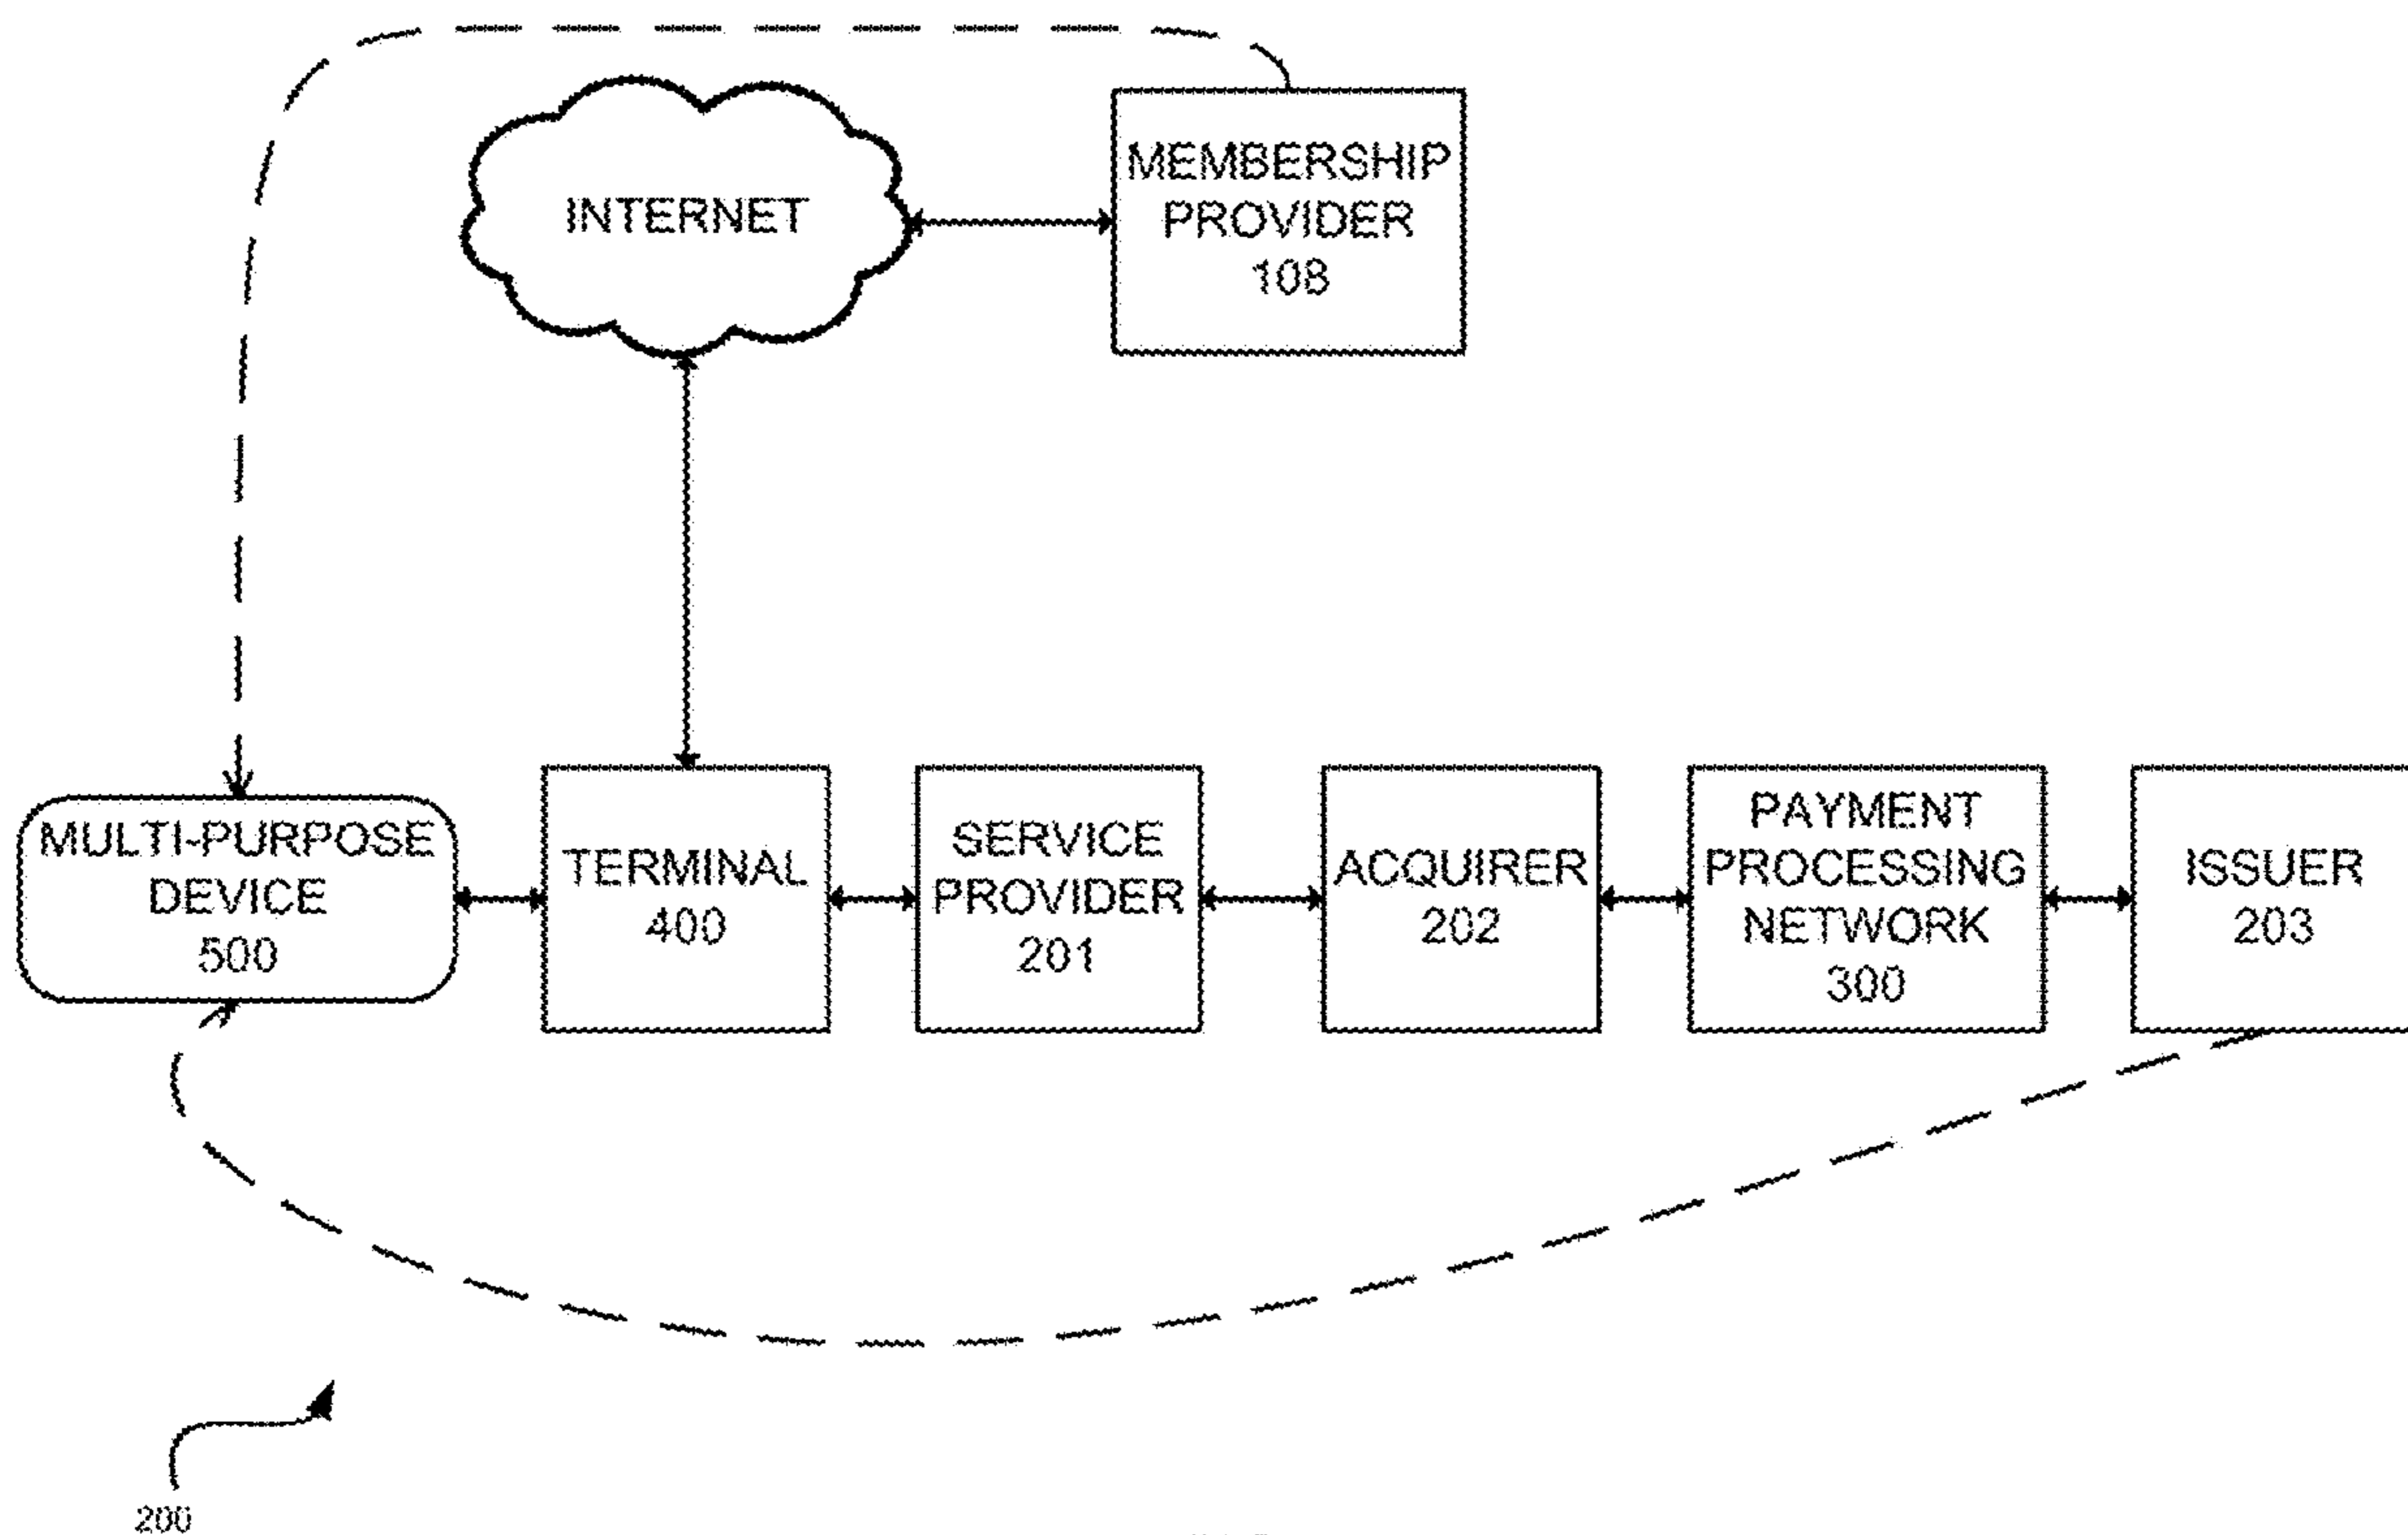 INTERNET
MEMBERSHIP
PROVIDER
108
MULTI-PURPOSE
DEVICE
500
TERMINAL
400
SERVICE
PROVIDER
201
ACQUIRER
202
PAYMENT
PROCESSING
NETWORK
300
ISSUER
203
200